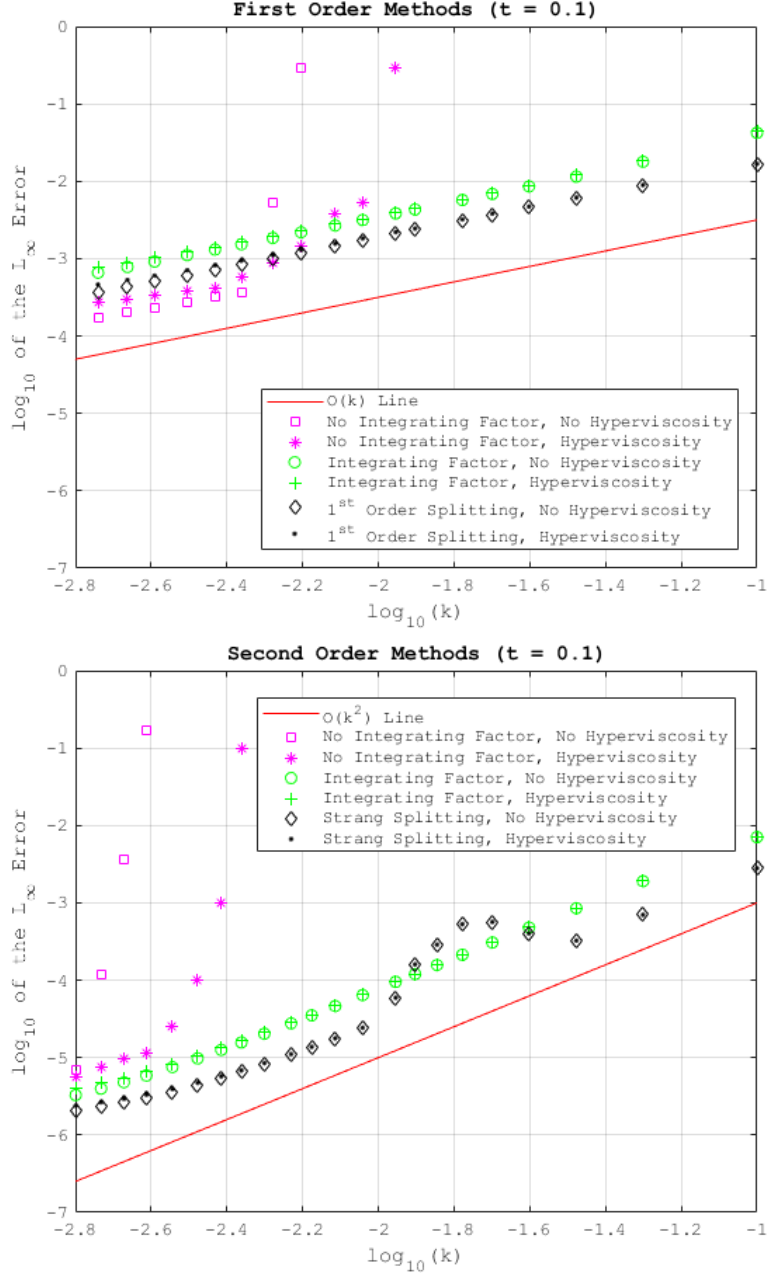 First Order Methods (t = 0.1)
0
-1
-2
-3
-4
-5
-6
-7
log₁₀ of the L∞ Error
O(k) Line
No Integrating Factor, No Hyperviscosity
No Integrating Factor, Hyperviscosity
Integrating Factor, No Hyperviscosity
Integrating Factor, Hyperviscosity
1ˢᵗ Order Splitting, No Hyperviscosity
1ˢᵗ Order Splitting, Hyperviscosity
-2.8 -2.6 -2.4 -2.2 -2 -1.8 -1.6 -1.4 -1.2 -1
log₁₀(k)
Second Order Methods (t = 0.1)
0
-1
-2
-3
-4
-5
-6
-7
log₁₀ of the L∞ Error
O(k²) Line
No Integrating Factor, No Hyperviscosity
No Integrating Factor, Hyperviscosity
Integrating Factor, No Hyperviscosity
Integrating Factor, Hyperviscosity
Strang Splitting, No Hyperviscosity
Strang Splitting, Hyperviscosity
-2.8 -2.6 -2.4 -2.2 -2 -1.8 -1.6 -1.4 -1.2 -1
log₁₀(k)